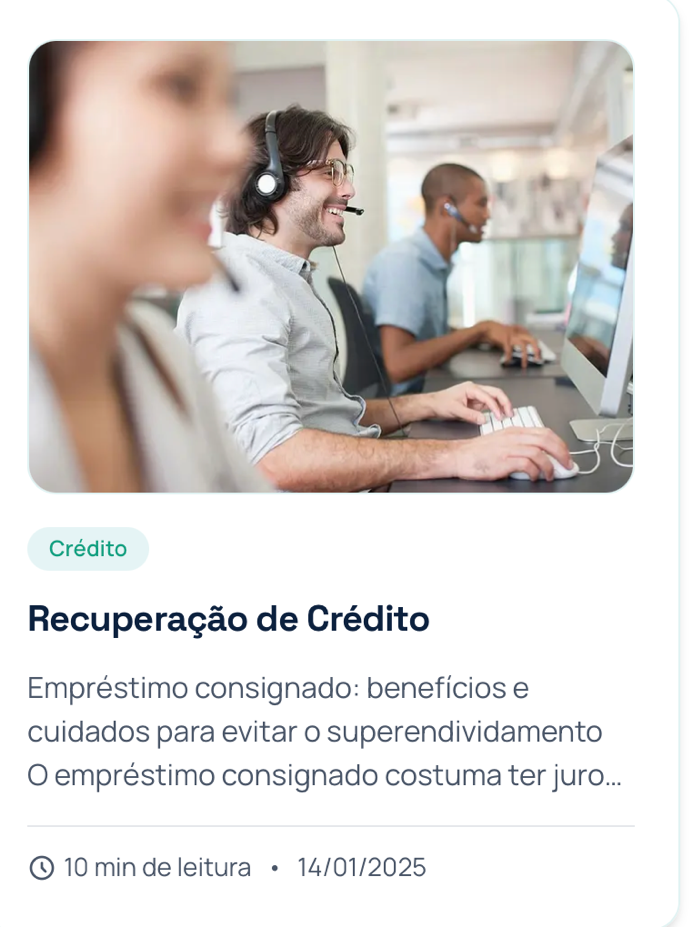 Crédito
Recuperação de Crédito
Empréstimo consignado: benefícios e
cuidados para evitar o superendividamento
O empréstimo consignado costuma ter juro...
10 min de leitura • 14/01/2025